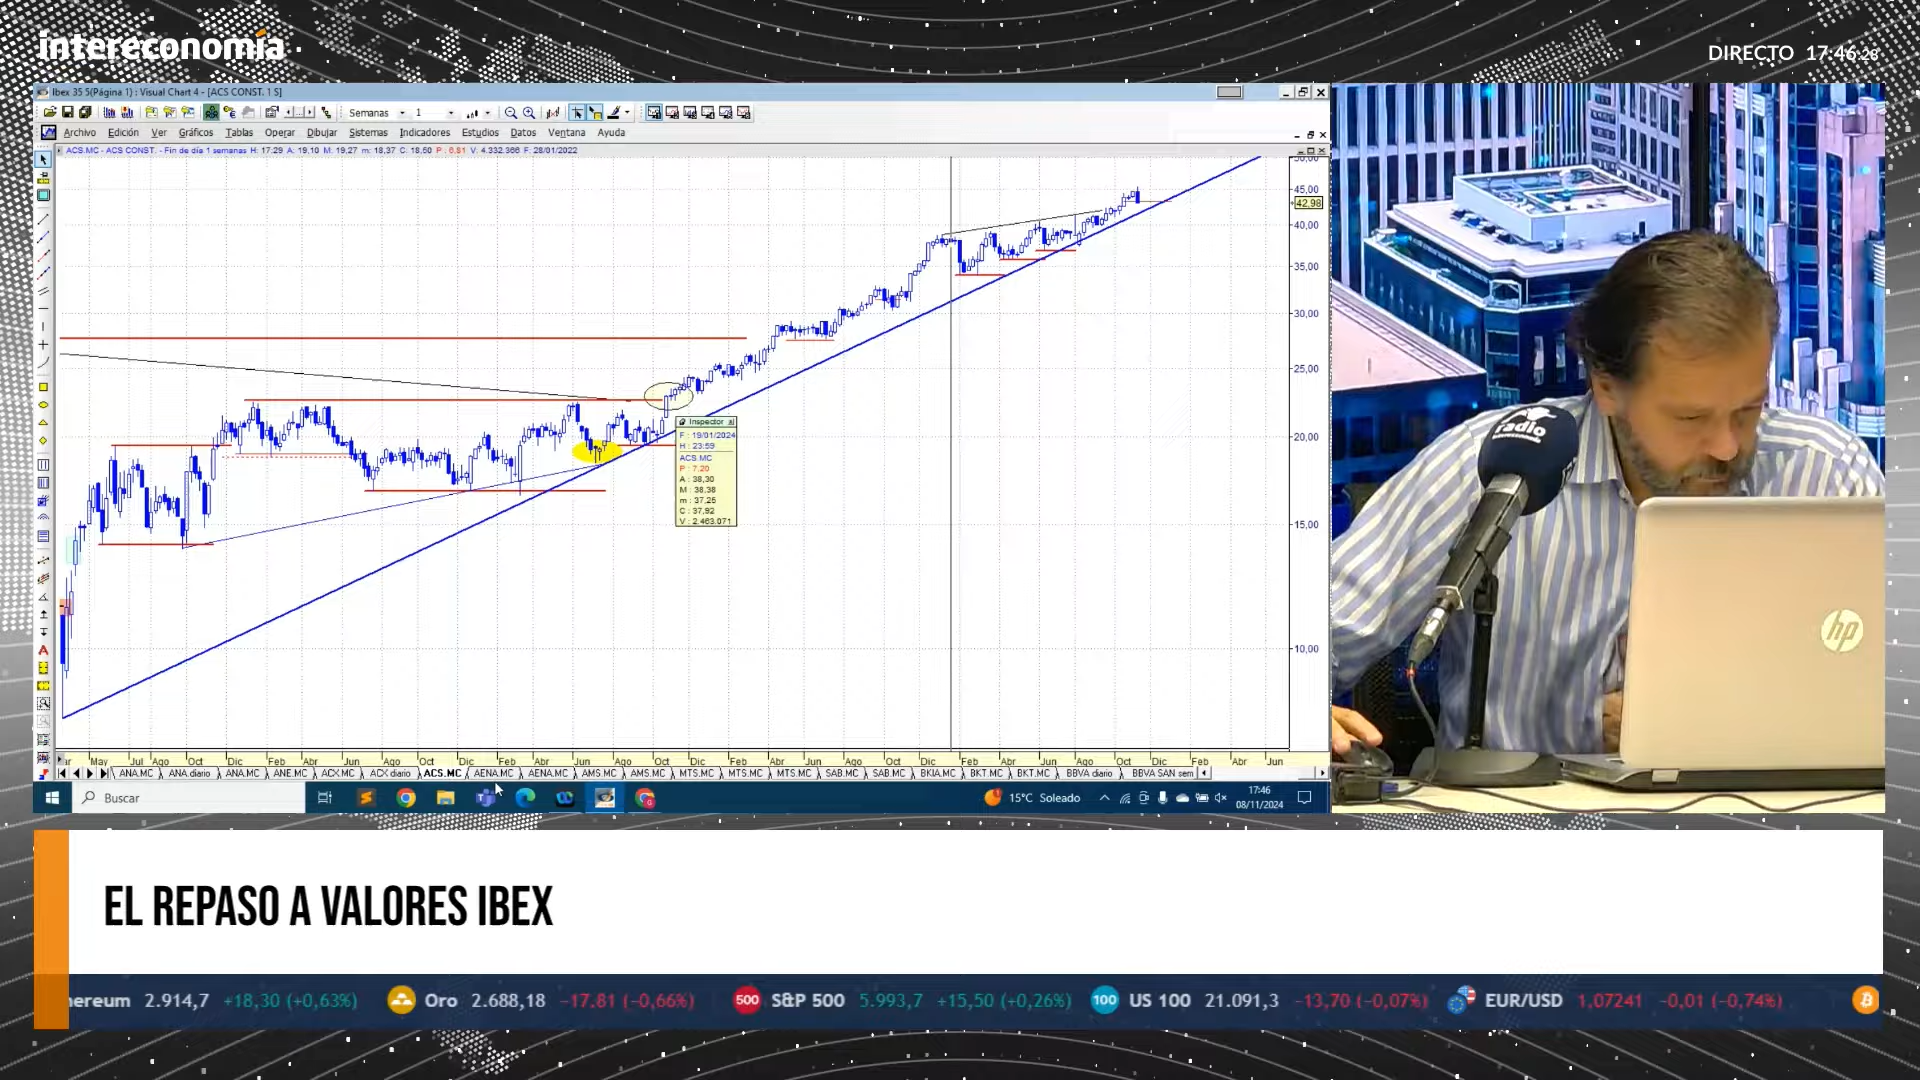 intereconomía
DIRECTO 17:46:28
Ibex 35 5(Página 1) : Visual Chart 4 - [ACS CONST. 1 S]
Semanas 1
Archivo Edición Ver Gráficos Tablas Operar Dibujar Sistemas Indicadores Estudios Datos Ventana Ayuda
ACS.MC - ACS CONST. - Fin de día 1 semanas H: 17:29 A: 19,10 M: 19,27 m: 18,37 C: 18,50 P: 6,81 V: 4.332.366 F: 28/01/2022
50,00
45,00
42,98
40,00
35,00
30,00
25,00
20,00
15,00
10,00
Inspector
F : 19/01/2024
H : 23:59
ACS.MC
P : 7,20
A : 38,30
M : 38,38
m : 37,25
C : 37,92
V : 2.463.071
May Jul Ago Oct Dic Feb Abr Jun Ago Oct Dic Abr Jun Ago Oct Dic Feb Abr Jun Ago Oct Dic Feb Abr Jun Ago Oct Dic Abr Jun
ANA.MC ANA diario ANA.MC ANE.MC ACX.MC ACX diario ACS.MC AENA.MC AENA.MC AMS.MC AMS.MC MTS.MC MTS.MC MTS.MC SAB.MC SAB.MC BKIA.MC BKT.MC BKT.MC BBVA diario BBVA SAN sem
Buscar
15°C Soleado
17:46
08/11/2024
radio
intereconomía
hp
EL REPASO A VALORES IBEX
hereum 2.914,7 +18,30 (+0,63%) Oro 2.688,18 -17.81 (-0,66%) 500 S&P 500 5.993,7 +15,50 (+0,26%) 100 US 100 21.091,3 -13,70 (-0,07%) EUR/USD 1,07241 -0,01 (-0,74%)